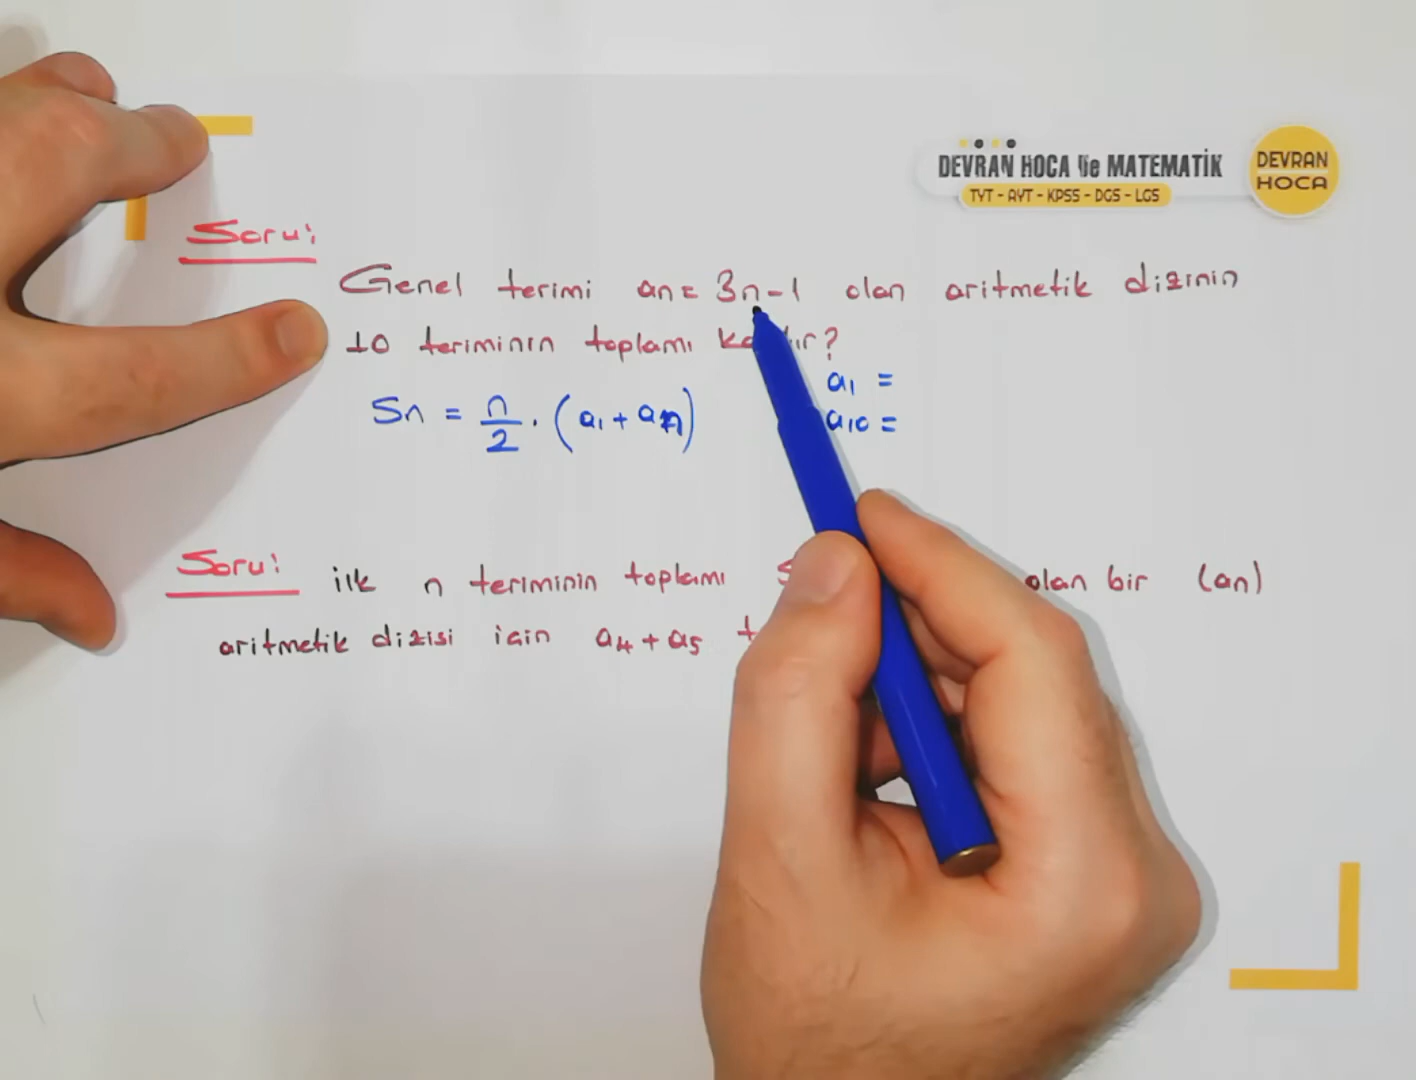 DEVRAN HOCA ile MATEMATİK
TYT - AYT - KPSS - DGS - LGS
DEVRAN
HOCA
Soru:
Genel terimi an = 3n-1 olan aritmetik dizinin
10 teriminin toplamı ?
Sn = n/2 . (a1 + an)
a1 =
a10 =
Soru: ilk n teriminin toplamı olan bir (an)
aritmetik dizisi için a4 + a5